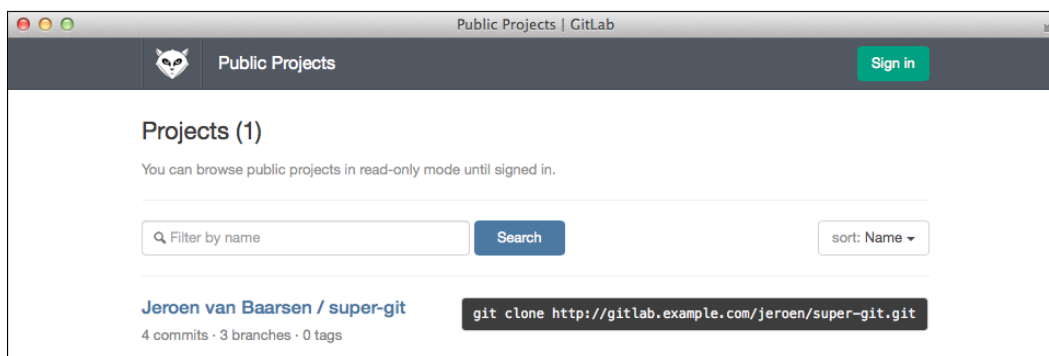 Public Projects | GitLab
Public Projects
Sign in
Projects (1)
You can browse public projects in read-only mode until signed in.
Filter by name
Search
sort: Name
Jeroen van Baarsen / super-git
git clone http://gitlab.example.com/jeroen/super-git.git
4 commits · 3 branches · 0 tags